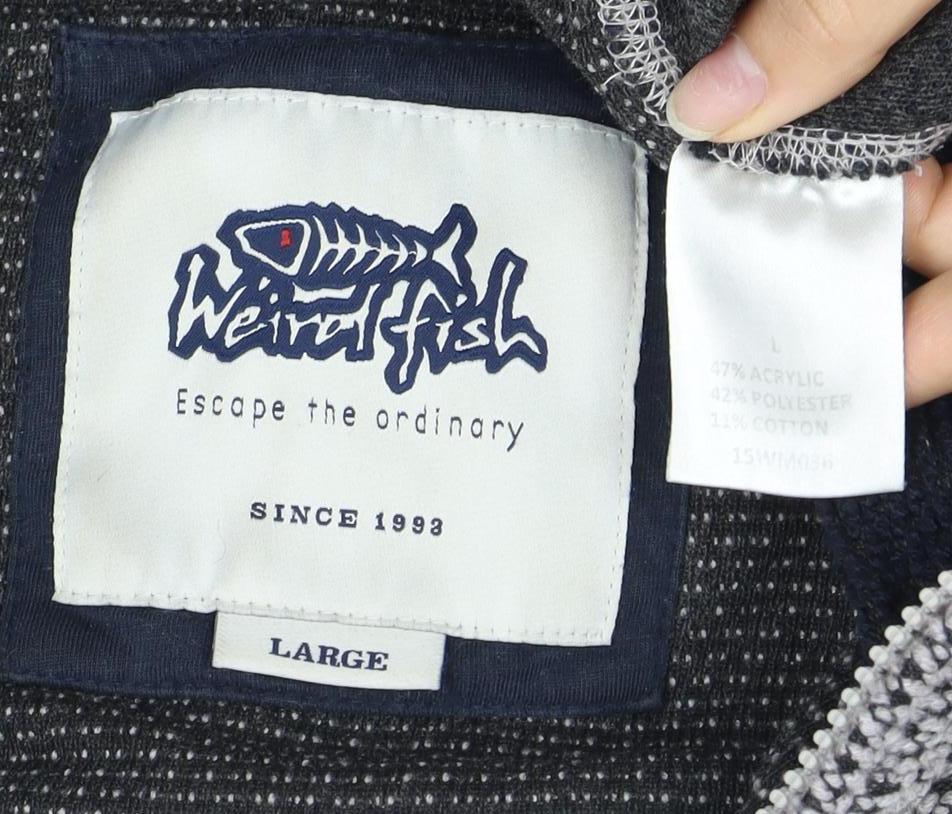 Weird fish
Escape the ordinary
SINCE 1993
LARGE
L
47% ACRYLIC
42% POLYESTER
11% COTTON
15WM036